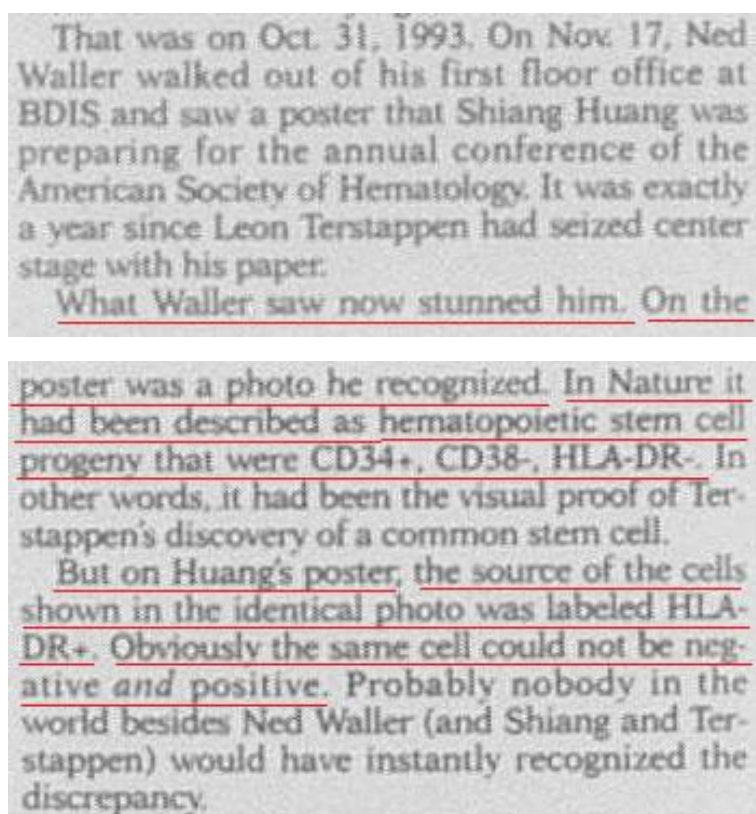 That was on Oct. 31, 1993. On Nov. 17, Ned
Waller walked out of his first floor office at
BDIS and saw a poster that Shiang Huang was
preparing for the annual conference of the
American Society of Hematology. It was exactly
a year since Leon Terstappen had seized center
stage with his paper.
What Waller saw now stunned him. On the
poster was a photo he recognized. In Nature it
had been described as hematopoietic stem cell
progeny that were CD34+, CD38-, HLA-DR-. In
other words, it had been the visual proof of Ter-
stappen's discovery of a common stem cell.
But on Huang's poster, the source of the cells
shown in the identical photo was labeled HLA-
DR+. Obviously the same cell could not be neg-
ative and positive. Probably nobody in the
world besides Ned Waller (and Shiang and Ter-
stappen) would have instantly recognized the
discrepancy.